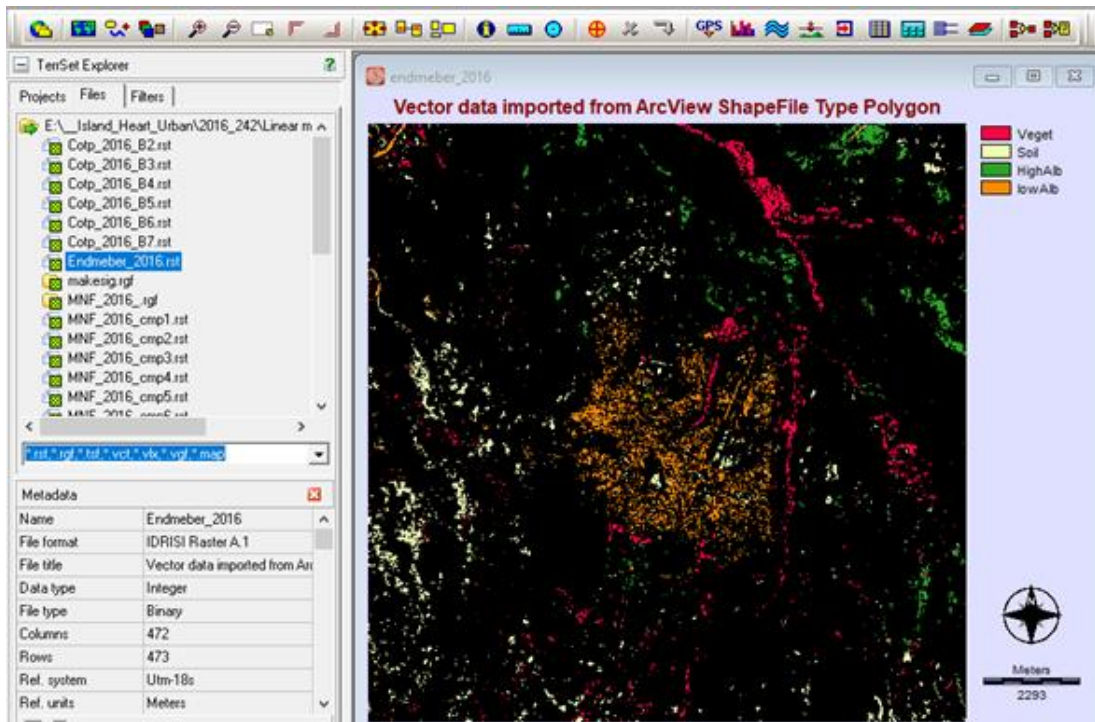 GPS
TerrSet Explorer
?
Projects
Files
Filters
E:\__Island_Heart_Urban\2016_242\Linear m
Cotp_2016_B2.rst
Cotp_2016_B3.rst
Cotp_2016_B4.rst
Cotp_2016_B5.rst
Cotp_2016_B6.rst
Cotp_2016_B7.rst
Endmeber_2016.rst
makesig.rgf
MNF_2016_.rgf
MNF_2016_cmp1.rst
MNF_2016_cmp2.rst
MNF_2016_cmp3.rst
MNF_2016_cmp4.rst
MNF_2016_cmp5.rst
MNF_2016_cmp6.rst
*.rst,*.rgf,*.tsf,*.vct,*.vlx,*.vgf,*.map
Metadata
Name Endmeber_2016
File format IDRISI Raster A.1
File title Vector data imported from Arc
Data type Integer
File type Binary
Columns 472
Rows 473
Ref. system Utm-18s
Ref. units Meters
endmeber_2016
Vector data imported from ArcView ShapeFile Type Polygon
Veget
Soil
HighAlb
lowAlb
Meters
2293